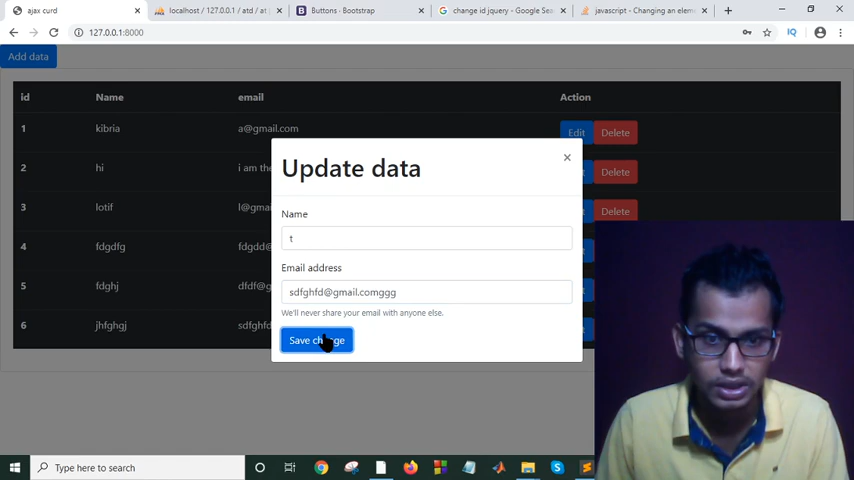 ajax curd
localhost / 127.0.0.1 / atd / at
Buttons · Bootstrap
change id jquery - Google Sea
javascript - Changing an elem
127.0.0.1:8000
Add data
id Name email Action
1 kibria a@gmail.com Edit Delete
2 hi i am the Delete
3 lotif l@gmai Delete
4 fdgdfg fdgdd@
5 fdghj dfdf@g
6 jhfghgj sdfghfd
Update data
×
Name
t
Email address
sdfghfd@gmail.comggg
We'll never share your email with anyone else.
Save change
Type here to search